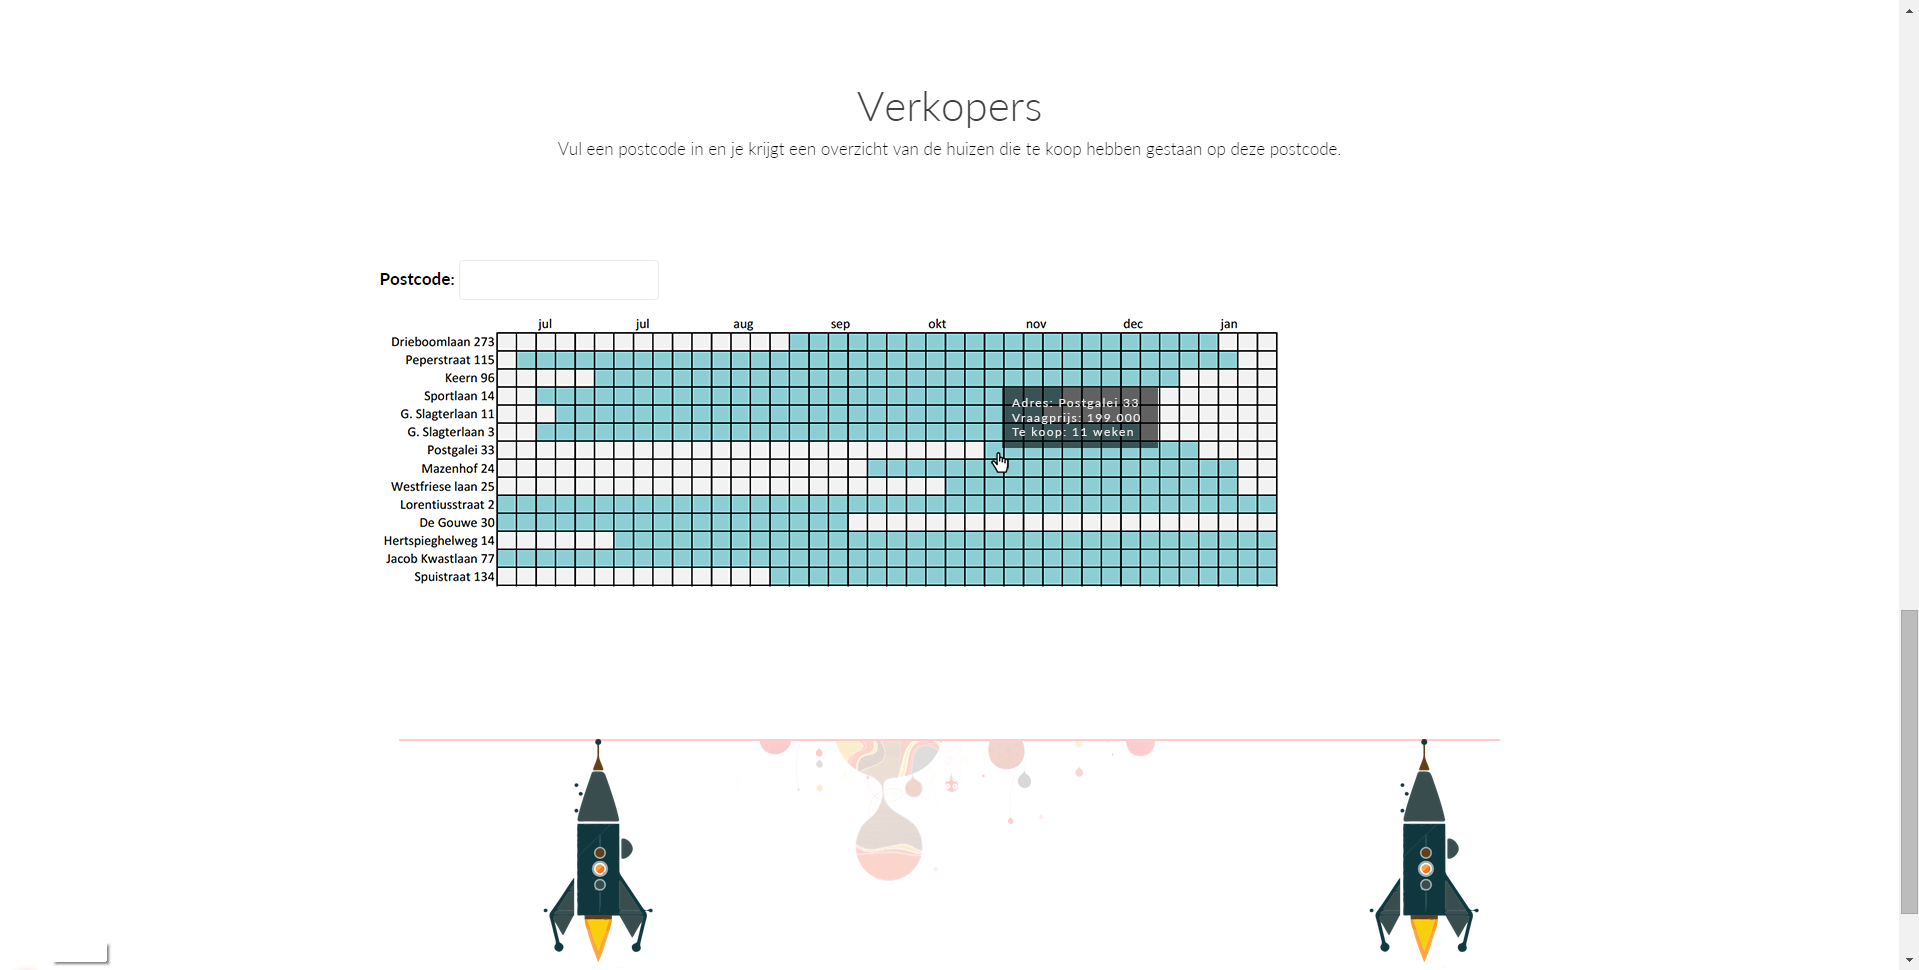 Verkopers
Vul een postcode in en je krijgt een overzicht van de huizen die te koop hebben gestaan op deze postcode.
Postcode:
jul jul aug sep okt nov dec jan
Drieboomlaan 273
Peperstraat 115
Keern 96
Sportlaan 14
G. Slagterlaan 11
G. Slagterlaan 3
Postgalei 33
Mazenhof 24
Westfriese laan 25
Lorentiusstraat 2
De Gouwe 30
Hertspieghelweg 14
Jacob Kwastlaan 77
Spuistraat 134
Adres: Postgalei 33
Vraagprijs: 199.000
Te koop: 11 weken